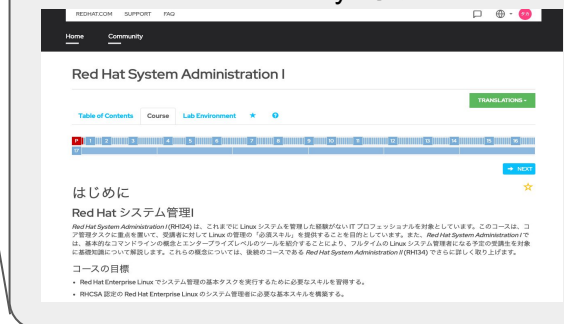 REDHAT.COM SUPPORT FAQ
Home Community
Red Hat System Administration I
TRANSLATIONS
Table of Contents Course Lab Environment
P 1 2 3 4 5 6 7 8 9 10 11 12 13 14 15 16
17
→ NEXT
はじめに
Red Hat システム管理I
Red Hat System Administration I (RH124) は、これまでに Linux システムを管理した経験がない IT プロフェッショナルを対象としています。このコースは、コ
ア管理タスクに重点を置いて、受講者に対して Linux の管理の「必須スキル」を提供することを目的としています。また、Red Hat System Administration I で
は、基本的なコマンドラインの概念とエンタープライズレベルのツールを紹介することにより、フルタイムの Linux システム管理者になる予定の受講生を対象
に基礎知識について解説します。これらの概念については、後続のコースである Red Hat System Administration II (RH134) でさらに詳しく取り上げます。
コースの目標
• Red Hat Enterprise Linux でシステム管理の基本タスクを実行するために必要なスキルを習得する。
• RHCSA 認定の Red Hat Enterprise Linux のシステム管理者に必要な基本スキルを構築する。